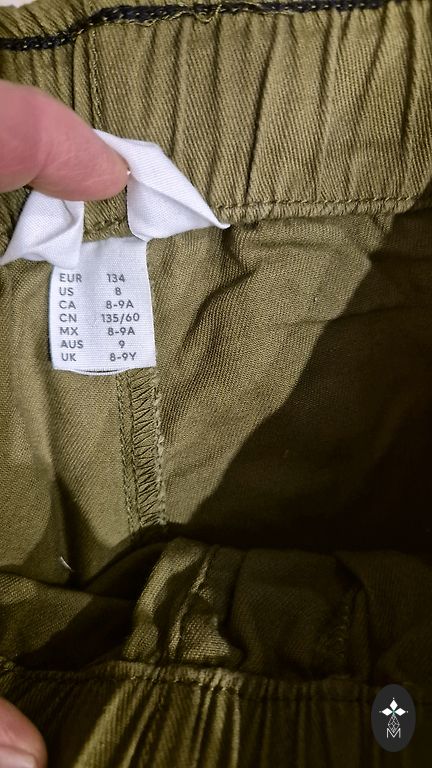 EUR 134
US 8
CA 8-9A
CN 135/60
MX 8-9A
AUS 9
UK 8-9Y
M